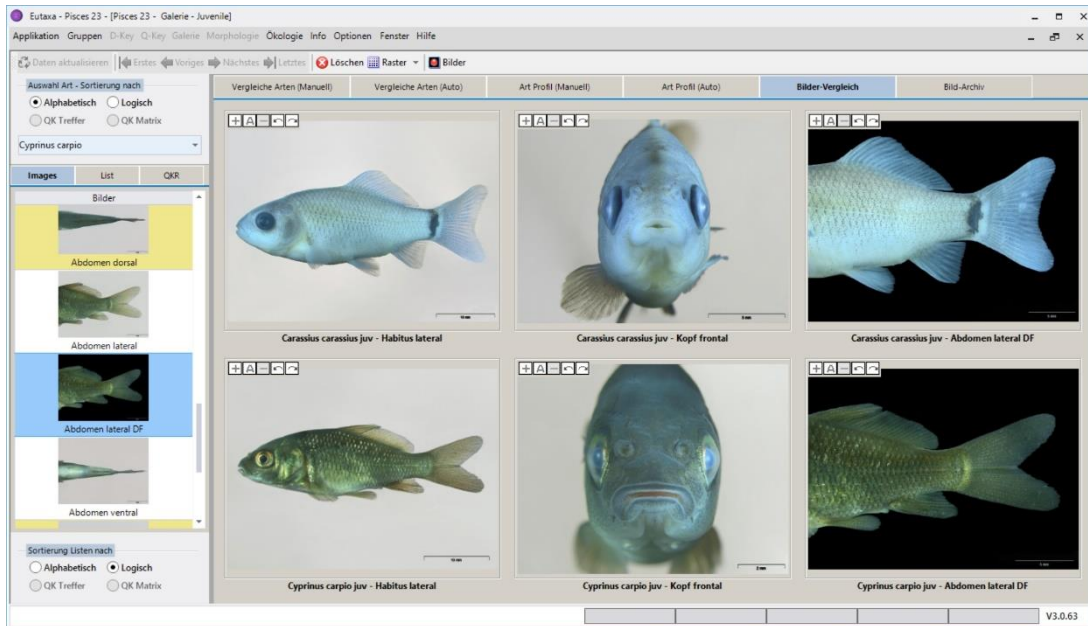 Eutaxa - Pisces 23 - [Pisces 23 - Galerie - Juvenile]
Applikation Gruppen D-Key Q-Key Galerie Morphologie Ökologie Info Optionen Fenster Hilfe
Daten aktualisieren Erstes Voriges Nächstes Letztes Löschen Raster Bilder
Auswahl Art - Sortierung nach
Alphabetisch Logisch
QK Treffer QK Matrix
Cyprinus carpio
Images List QKR
Bilder
Abdomen dorsal
Abdomen lateral
Abdomen lateral DF
Abdomen ventral
Sortierung Listen nach
Alphabetisch Logisch
QK Treffer QK Matrix
Vergleiche Arten (Manuell) Vergleiche Arten (Auto) Art Profil (Manuell) Art Profil (Auto) Bilder-Vergleich Bild-Archiv
Carassius carassius juv - Habitus lateral Carassius carassius juv - Kopf frontal Carassius carassius juv - Abdomen lateral DF
Cyprinus carpio juv - Habitus lateral Cyprinus carpio juv - Kopf frontal Cyprinus carpio juv - Abdomen lateral DF
V3.0.63